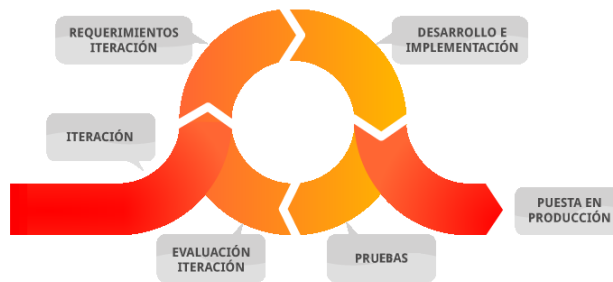 REQUERIMIENTOS
ITERACIÓN
DESARROLLO E
IMPLEMENTACIÓN
ITERACIÓN
PUESTA EN
PRODUCCIÓN
EVALUACIÓN
ITERACIÓN
PRUEBAS